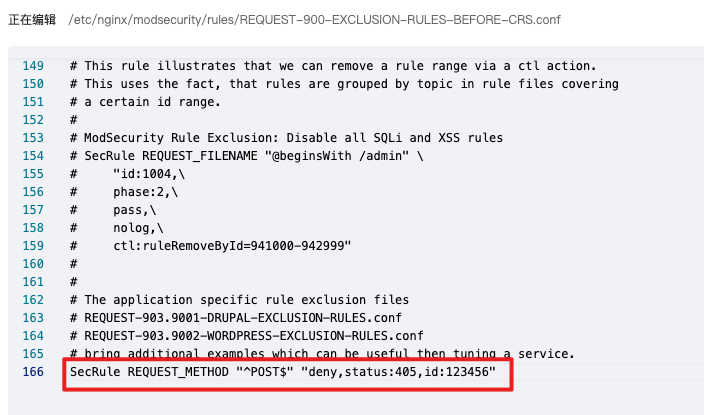 正在编辑 /etc/nginx/modsecurity/rules/REQUEST-900-EXCLUSION-RULES-BEFORE-CRS.conf
149 # This rule illustrates that we can remove a rule range via a ctl action.
150 # This uses the fact, that rules are grouped by topic in rule files covering
151 # a certain id range.
152 #
153 # ModSecurity Rule Exclusion: Disable all SQLi and XSS rules
154 # SecRule REQUEST_FILENAME "@beginsWith /admin" \
155 #     "id:1004,\
156 #     phase:2,\
157 #     pass,\
158 #     nolog,\
159 #     ctl:ruleRemoveById=941000-942999"
160 #
161 #
162 # The application specific rule exclusion files
163 # REQUEST-903.9001-DRUPAL-EXCLUSION-RULES.conf
164 # REQUEST-903.9002-WORDPRESS-EXCLUSION-RULES.conf
165 # bring additional examples which can be useful then tuning a service.
166 SecRule REQUEST_METHOD "^POST$" "deny,status:405,id:123456"